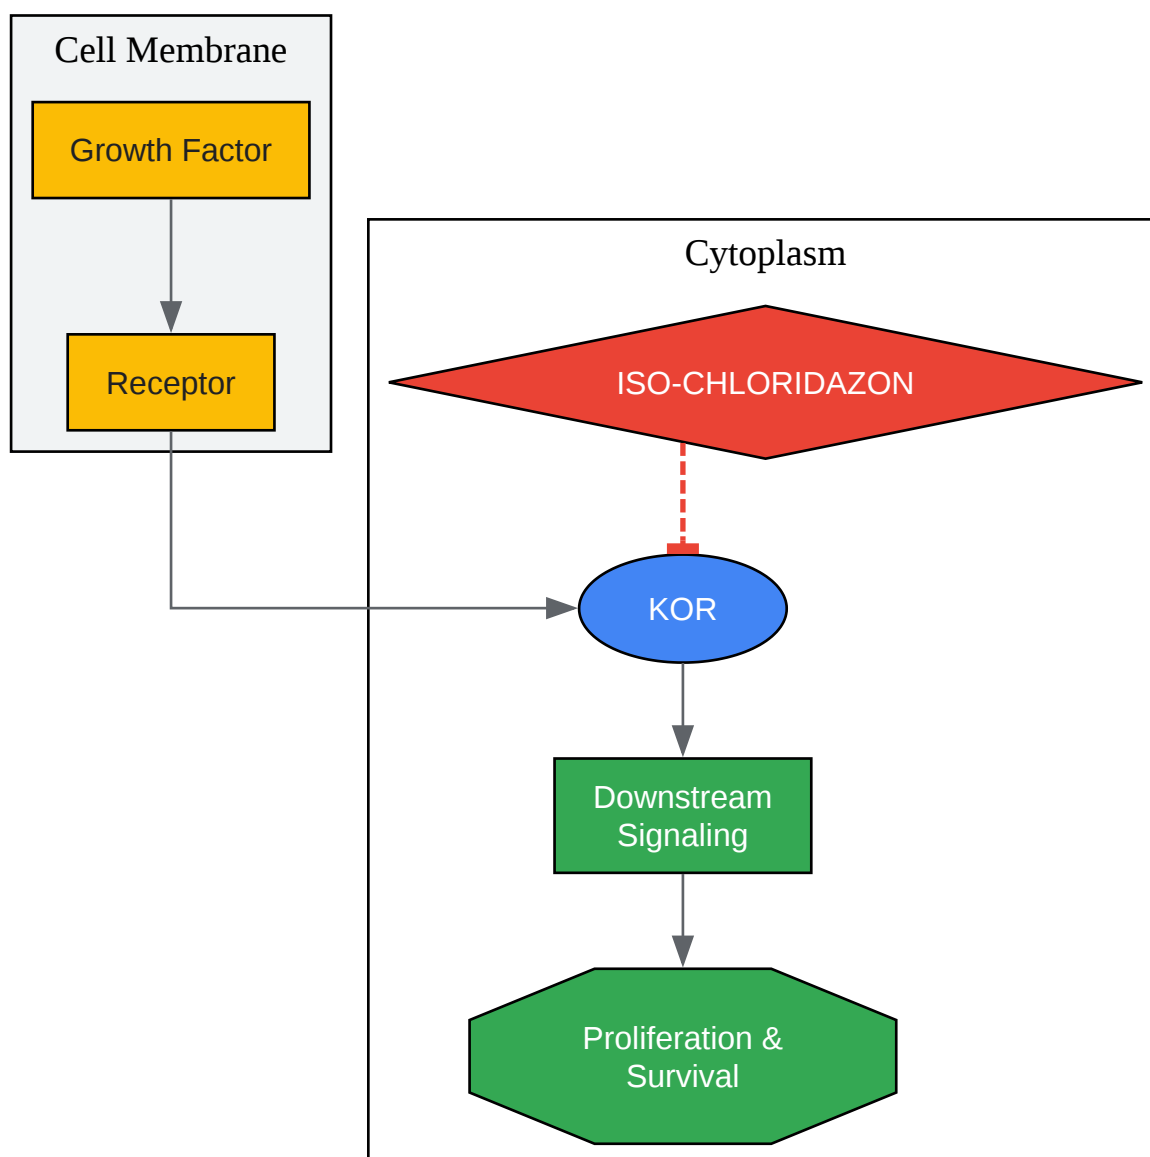 Cell Membrane
Growth Factor
Receptor
Cytoplasm
ISO-CHLORIDAZON
KOR
Downstream
Signaling
Proliferation &
Survival